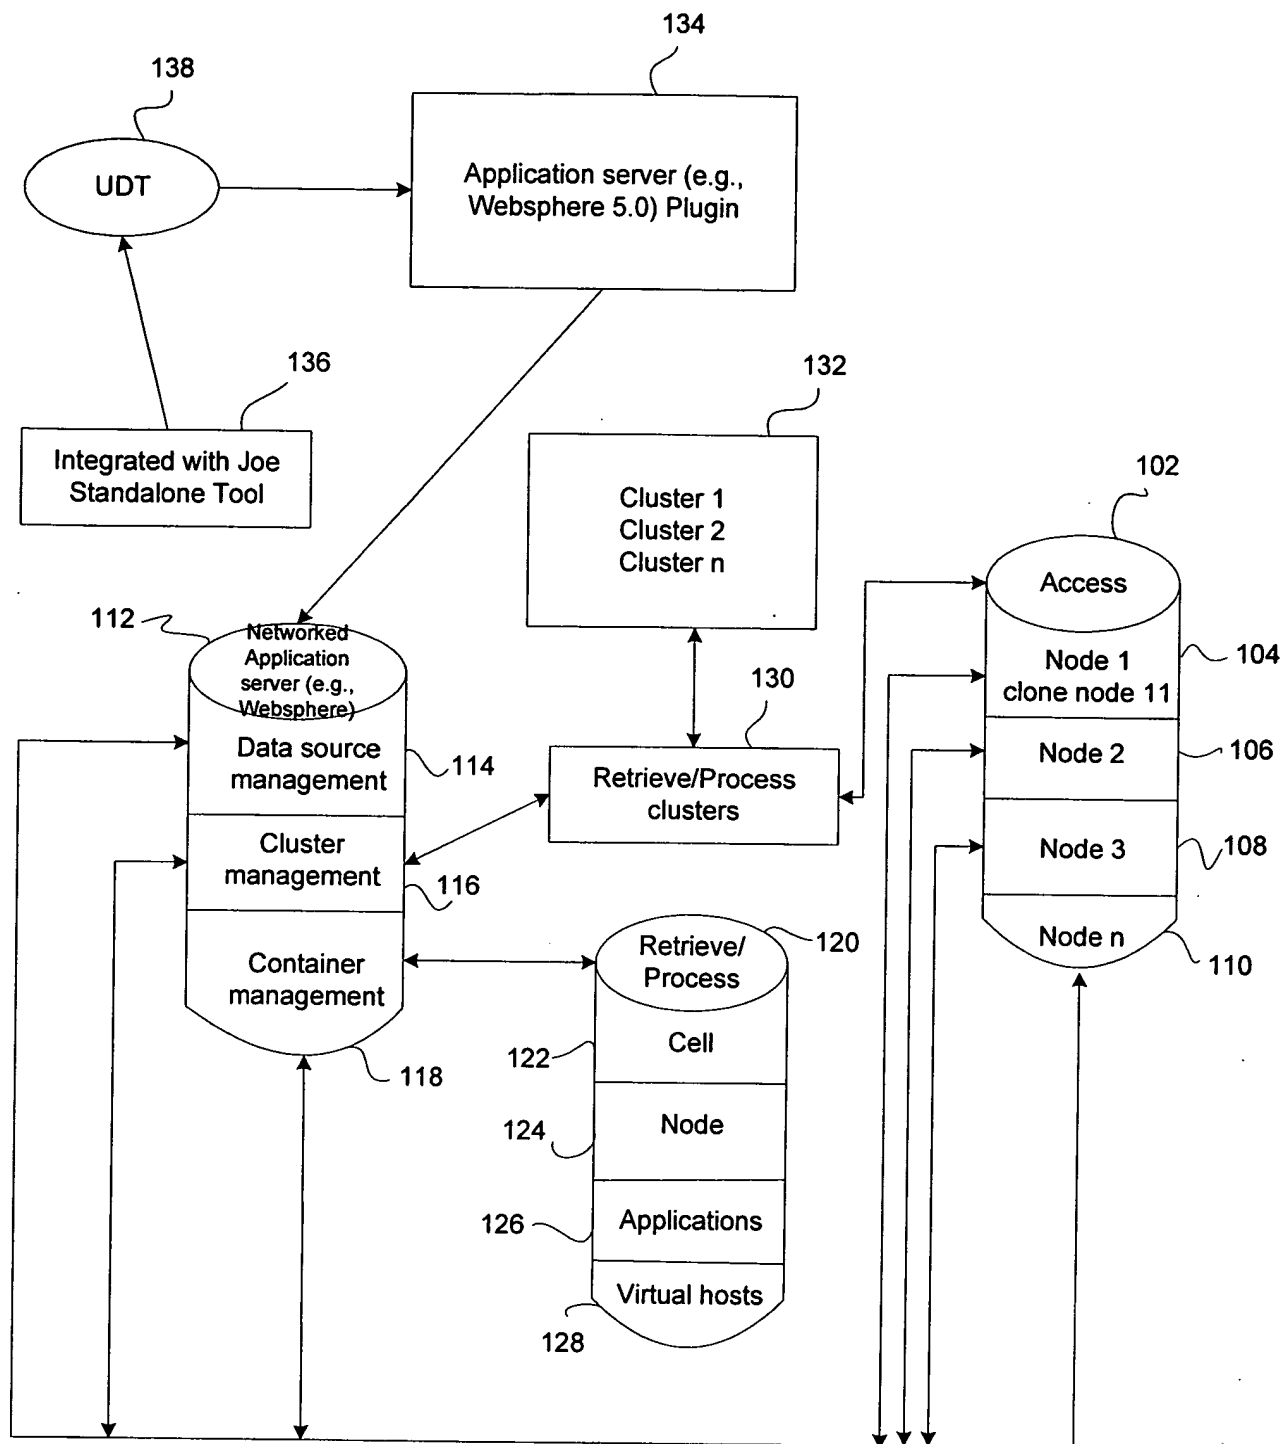 134
138
UDT
Application server (e.g.,
Websphere 5.0) Plugin
136
Integrated with Joe
Standalone Tool
132
Cluster 1
Cluster 2
Cluster n
102
Access
112
Networked
Application
server (e.g.,
Websphere)
104
Node 1
clone node 11
130
Data source
management
114
Retrieve/Process
clusters
Node 2
106
Cluster
management
116
Node 3
108
120
Retrieve/
Process
Node n
110
Container
management
118
122
Cell
124
Node
126
Applications
Virtual hosts
128